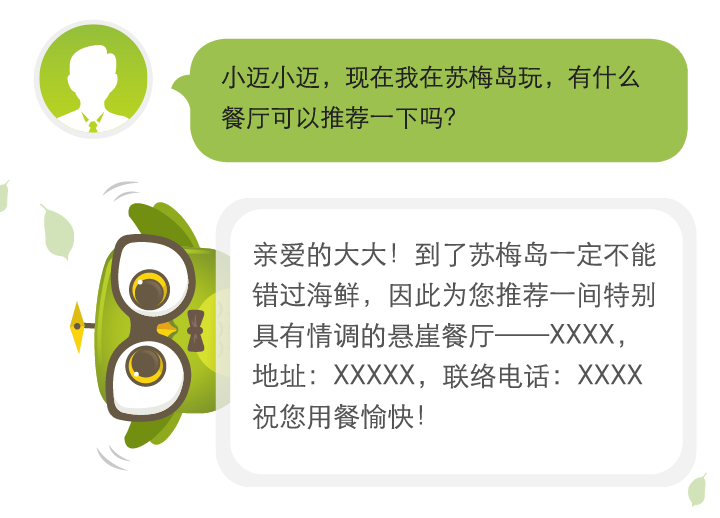 小迈小迈，现在我在苏梅岛玩，有什么
餐厅可以推荐一下吗？
亲爱的大大！到了苏梅岛一定不能
错过海鲜，因此为您推荐一间特别
具有情调的悬崖餐厅——XXXX，
地址：XXXXX，联络电话：XXXX
祝您用餐愉快！